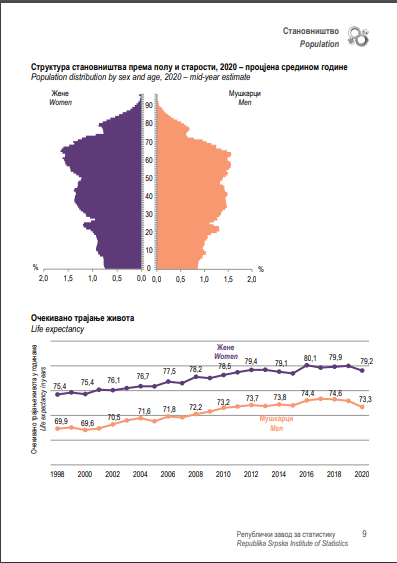 Становништво
Population
Структура становништва према полу и старости, 2020 – процјена средином године
Population distribution by sex and age, 2020 – mid-year estimate
Жене
Women
Мушкарци
Men
90
80
70
60
50
40
30
20
10
0
% 2,0 1,5 1,0 0,5 0,0 0,0 0,5 1,0 1,5 2,0 %
Очекивано трајање живота
Life expectancy
Очекивано трајање живота у годинама
Life expectancy in years
Жене
Women
75,4 75,4 76,1 76,7 77,5 78,2 78,5 79,4 79,1 80,1 79,9 79,2
69,9 69,6 70,5 71,6 71,8 72,2 73,2 73,7 73,8 74,4 74,6 73,3
Мушкарци
Men
1998 2000 2002 2004 2006 2008 2010 2012 2014 2016 2018 2020
Републички завод за статистику 9
Republika Srpska Institute of Statistics